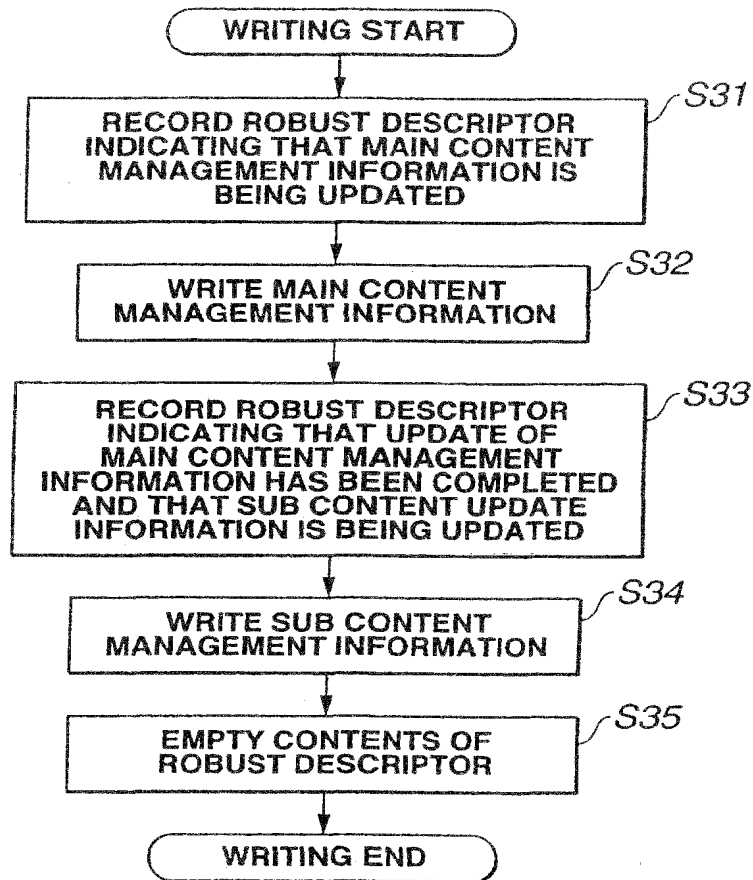 WRITING START
S31
RECORD ROBUST DESCRIPTOR
INDICATING THAT MAIN CONTENT
MANAGEMENT INFORMATION IS
BEING UPDATED
S32
WRITE MAIN CONTENT
MANAGEMENT INFORMATION
S33
RECORD ROBUST DESCRIPTOR
INDICATING THAT UPDATE OF
MAIN CONTENT MANAGEMENT
INFORMATION HAS BEEN COMPLETED
AND THAT SUB CONTENT UPDATE
INFORMATION IS BEING UPDATED
S34
WRITE SUB CONTENT
MANAGEMENT INFORMATION
S35
EMPTY CONTENTS OF
ROBUST DESCRIPTOR
WRITING END